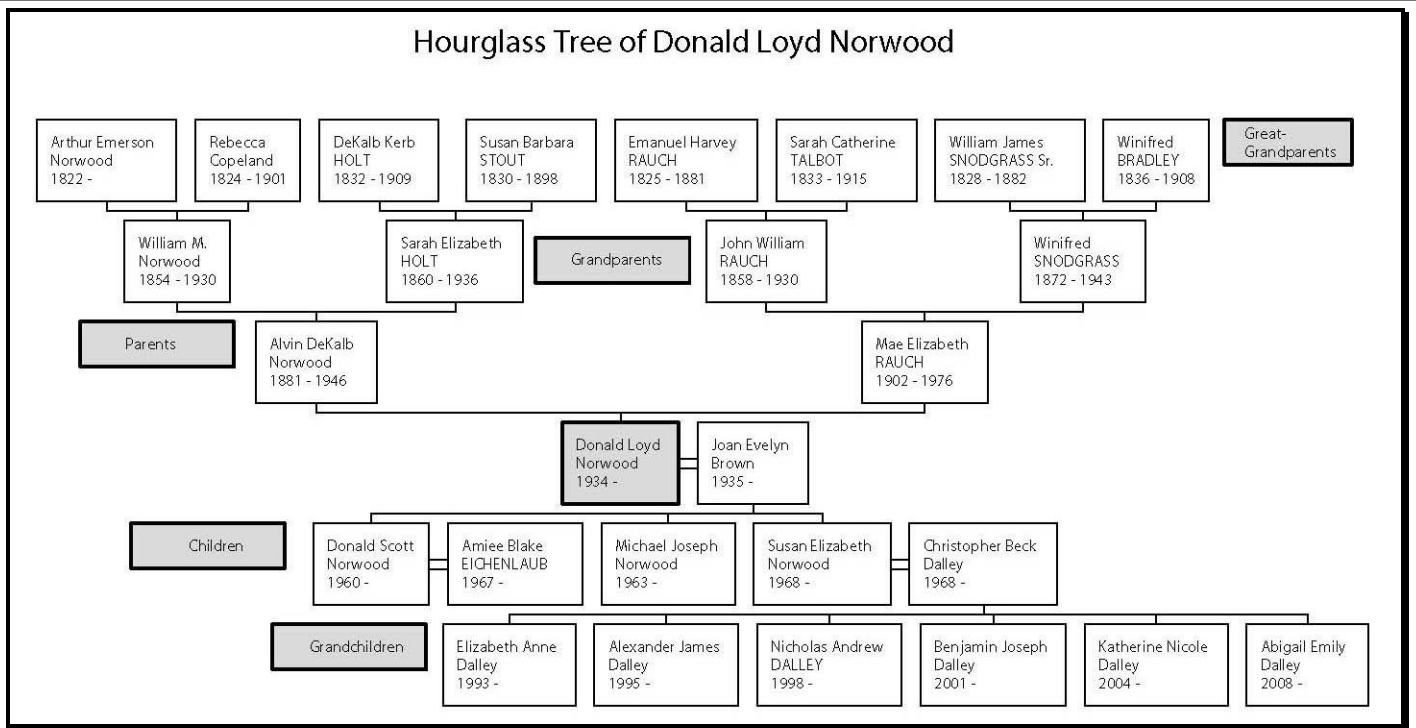 Hourglass Tree of Donald Loyd Norwood
Arthur Emerson
Norwood
1822 -
Rebecca
Copeland
1824 - 1901
DeKalb Kerb
HOLT
1832 - 1909
Susan Barbara
STOUT
1830 - 1898
Emanuel Harvey
RAUCH
1825 - 1881
Sarah Catherine
TALBOT
1833 - 1915
William James
SNODGRASS Sr.
1828 - 1882
Winifred
BRADLEY
1836 - 1908
Great-
Grandparents
William M.
Norwood
1854 - 1930
Sarah Elizabeth
HOLT
1860 - 1936
Grandparents
John William
RAUCH
1858 - 1930
Winifred
SNODGRASS
1872 - 1943
Parents
Alvin DeKalb
Norwood
1881 - 1946
Mae Elizabeth
RAUCH
1902 - 1976
Donald Loyd
Norwood
1934 -
Joan Evelyn
Brown
1935 -
Children
Donald Scott
Norwood
1960 -
Amiee Blake
EICHENLAUB
1967 -
Michael Joseph
Norwood
1963 -
Susan Elizabeth
Norwood
1968 -
Christopher Beck
Dalley
1968 -
Grandchildren
Elizabeth Anne
Dalley
1993 -
Alexander James
Dalley
1995 -
Nicholas Andrew
DALLEY
1998 -
Benjamin Joseph
Dalley
2001 -
Katherine Nicole
Dalley
2004 -
Abigail Emily
Dalley
2008 -